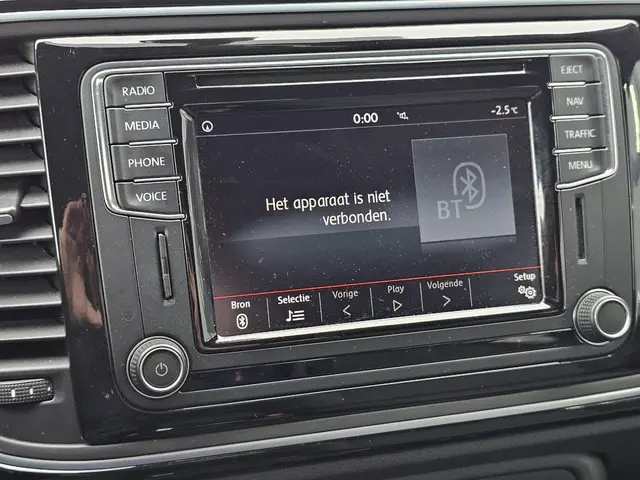 RADIO
MEDIA
PHONE
VOICE
0:00
-2.5°C
Het apparaat is niet
verbonden.
BT
Bron
Selectie
Vorige
Play
Volgende
Setup
EJECT
NAV
TRAFFIC
MENU